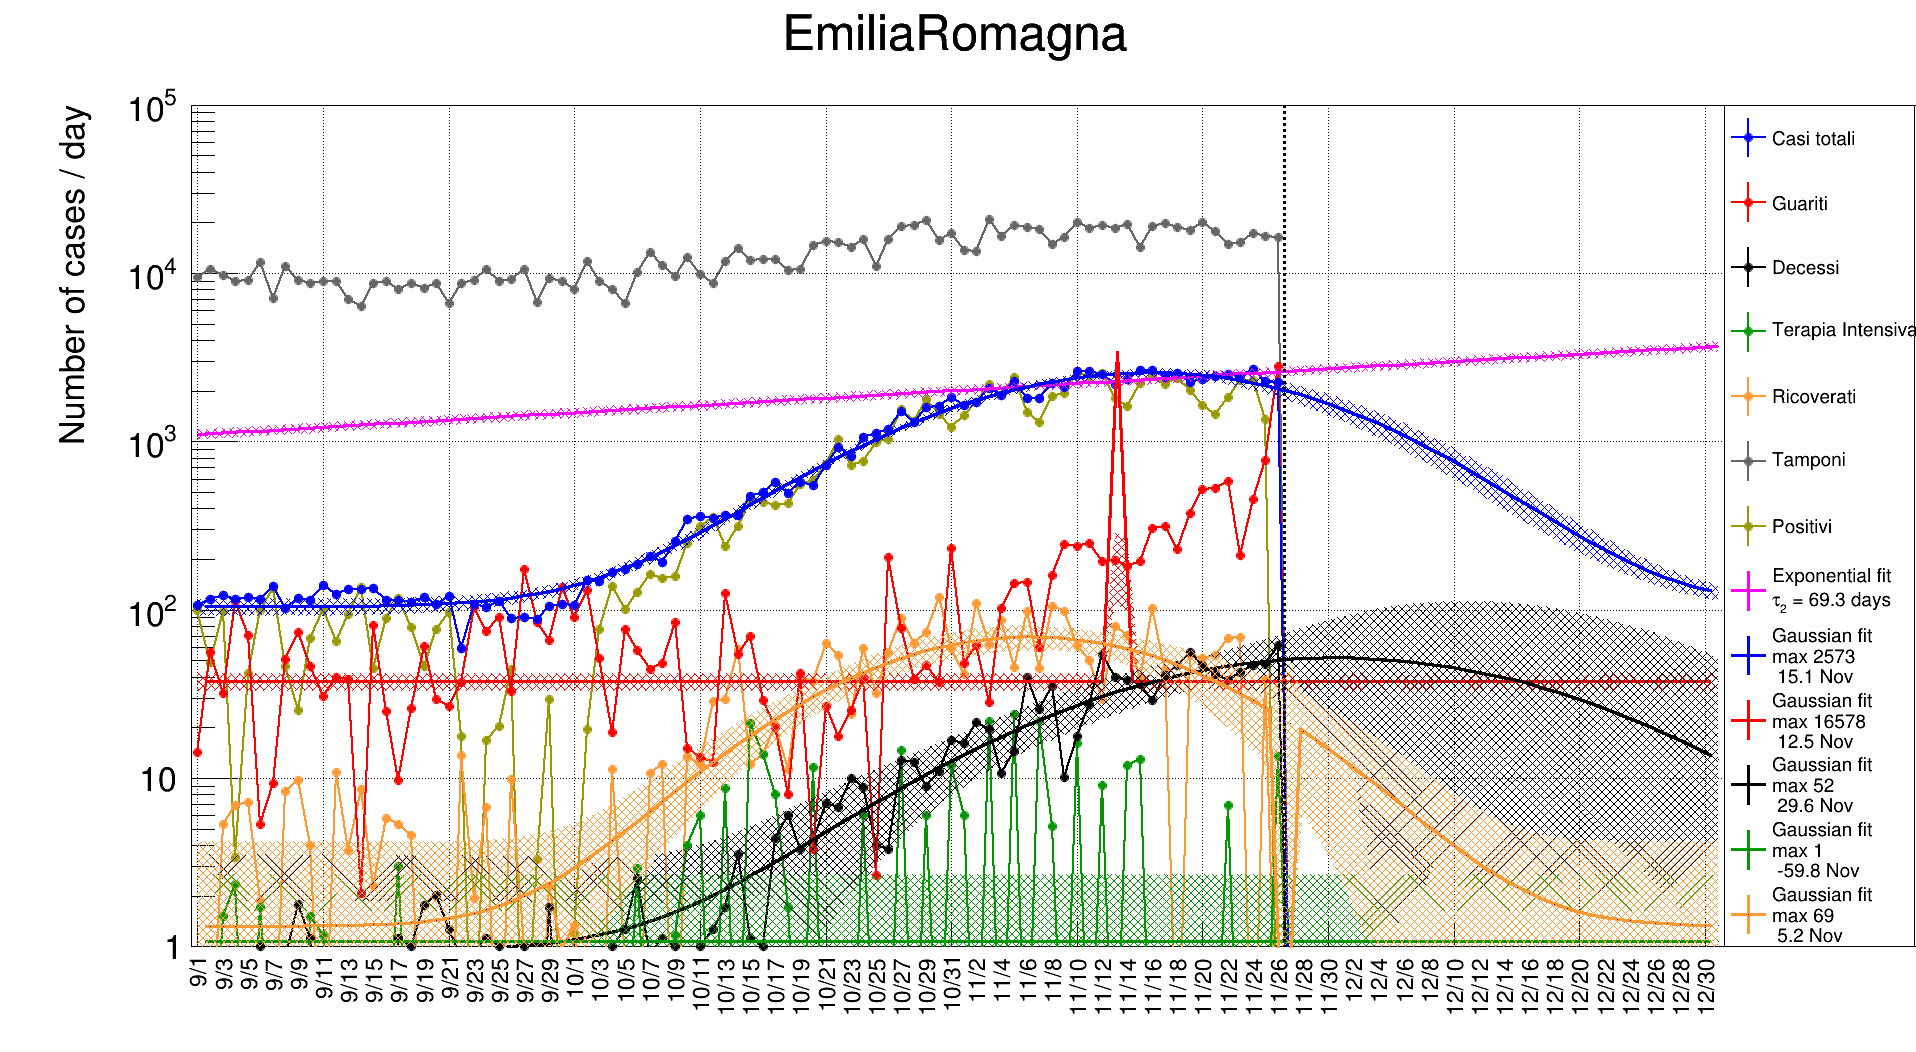 EmiliaRomagna
Number of cases / day
10^5
10^4
10^3
10^2
10
1
9/1
9/3
9/5
9/7
9/9
9/11
9/13
9/15
9/17
9/19
9/21
9/23
9/25
9/27
9/29
10/1
10/3
10/5
10/7
10/9
10/11
10/13
10/15
10/17
10/19
10/21
10/23
10/25
10/27
10/29
10/31
11/2
11/4
11/6
11/8
11/10
11/12
11/14
11/16
11/18
11/20
11/22
11/24
11/26
11/28
11/30
12/2
12/4
12/6
12/8
12/10
12/12
12/14
12/16
12/18
12/20
12/22
12/24
12/26
12/28
12/30
Casi totali
Guariti
Decessi
Terapia Intensiva
Ricoverati
Tamponi
Positivi
Exponential fit
τ2 = 69.3 days
Gaussian fit
max 2573
15.1 Nov
Gaussian fit
max 16578
12.5 Nov
Gaussian fit
max 52
29.6 Nov
Gaussian fit
max 1
-59.8 Nov
Gaussian fit
max 69
5.2 Nov